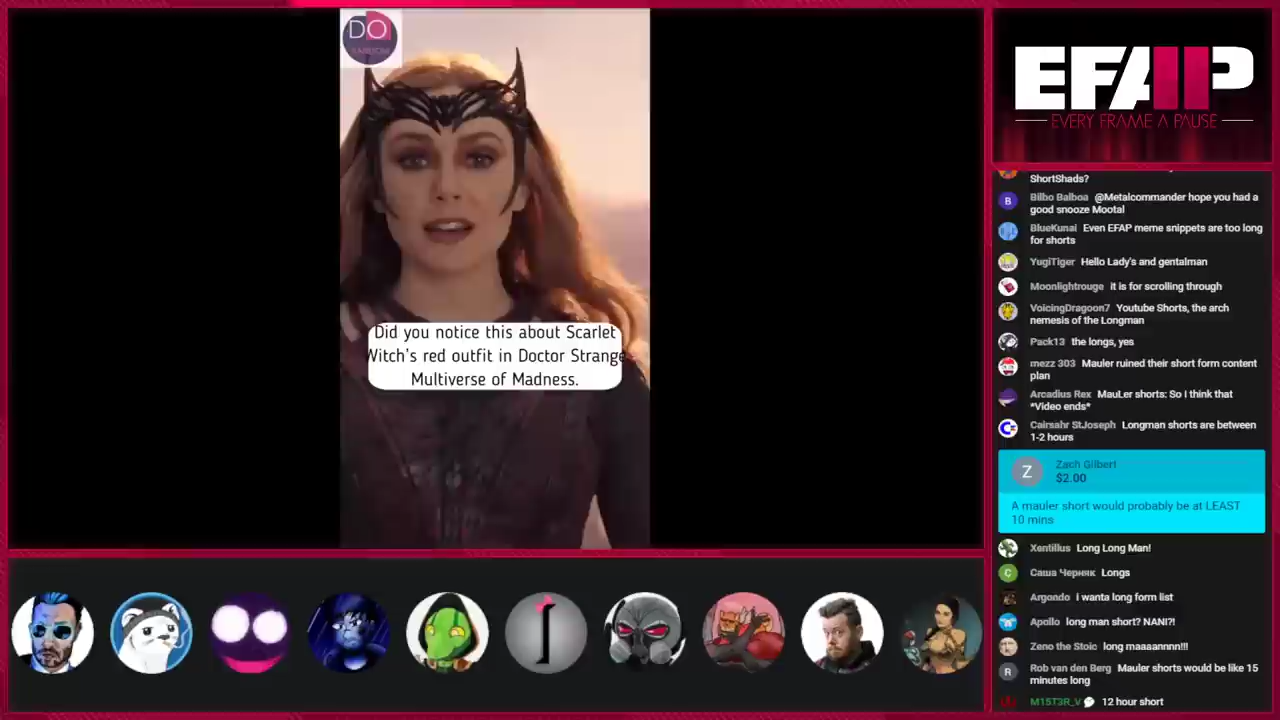 DO
Did you notice this about Scarlet
Witch's red outfit in Doctor Strange
Multiverse of Madness.
EFAP
EVERY FRAME A PAUSE
ShortShads?
B
Bilbo Balboa @Metalcommander hope you had a
good snooze Mootal
BlueKunai Even EFAP meme snippets are too long
for shorts
YugiTiger Hello Lady's and gentalman
Moonlightrouge it is for scrolling through
VoicingDragoon7 Youtube Shorts, the arch
nemesis of the Longman
Pack13 the longs, yes
mezz 303 Mauler ruined their short form content
plan
Arcadius Rex MauLer shorts: So I think that
*Video ends*
Cairsahr StJoseph Longman shorts are between
1-2 hours
Z
Zach Gilbert
$2.00
A mauler short would probably be at LEAST
10 mins
Xentillus Long Long Man!
C
Саша Черняк Longs
Argondo i wanta long form list
Apollo long man short? NANI?!
Zeno the Stoic long maaaannnn!!!
R
Rob van den Berg Mauler shorts would be like 15
minutes long
M15T3R_V 12 hour short